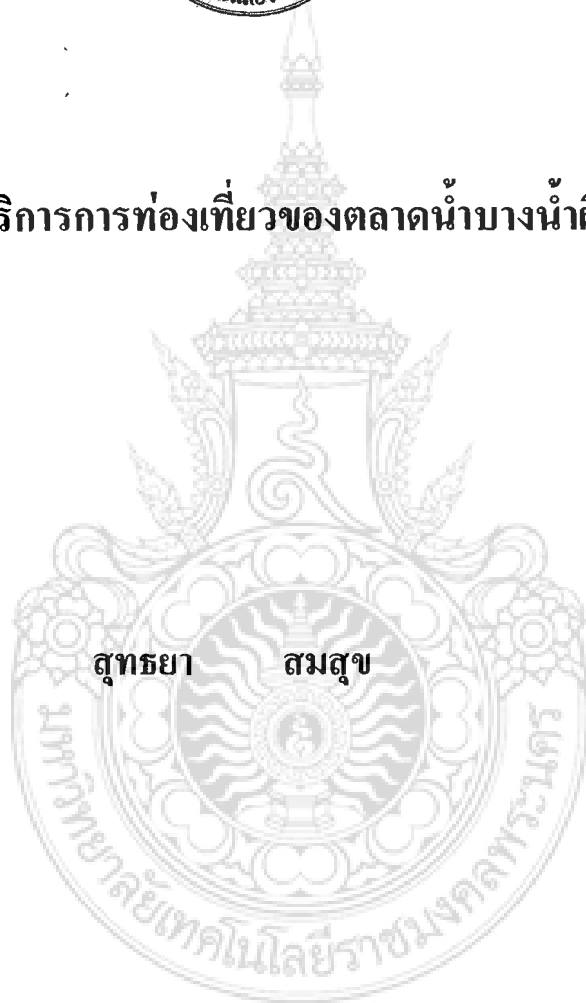 ริการการท่องเที่ยวของตลาดน้ำบางน้ำผึ
สุทธยา สมสุข
มหาวิทยาลัยเทคโนโลยีราชมงคลพระนคร